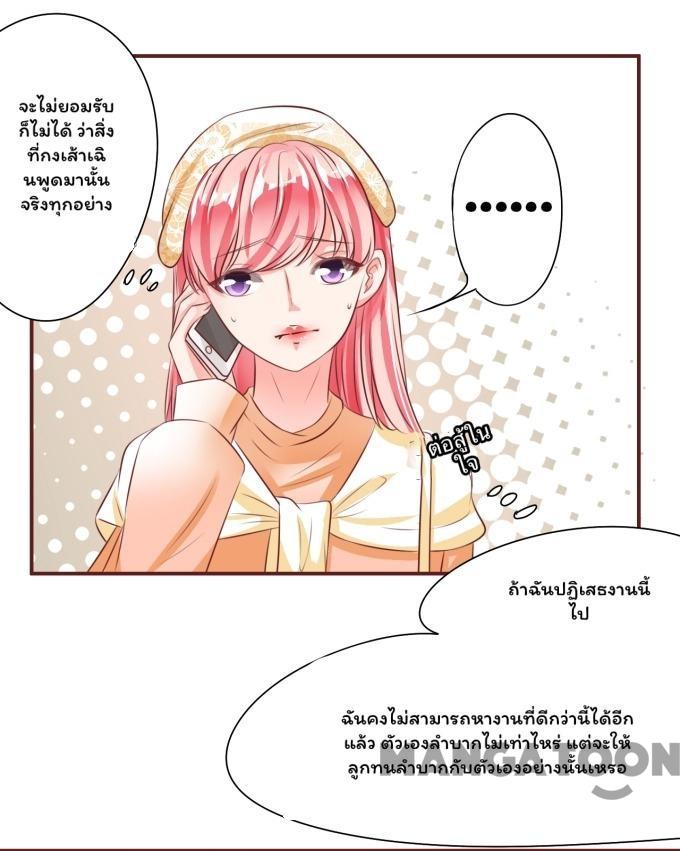 จะไม่ยอมรับ
ก็ไม่ได้ ว่าสิ่ง
ที่กงเส้าเฉิ
นพูดมานั้น
จริงทุกอย่าง
••••••
ต่อสู้ใน
ใจ
ถ้าฉันปฏิเสธงานนี้
ไป
ฉันคงไม่สามารถหางานที่ดีกว่านี้ได้อีก
แล้ว ตัวเองลำบากไม่เท่าไหร่ แต่จะให้
ลูกทนลำบากกับตัวเองอย่างนั้นเหรอ
MANGATOON